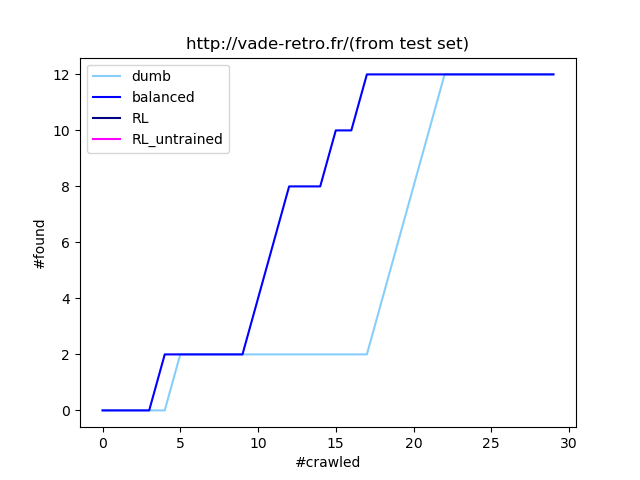 http://vade-retro.fr/(from test set)
dumb
balanced
RL
RL_untrained
12
10
8
6
4
2
0
#found
0 5 10 15 20 25 30
#crawled